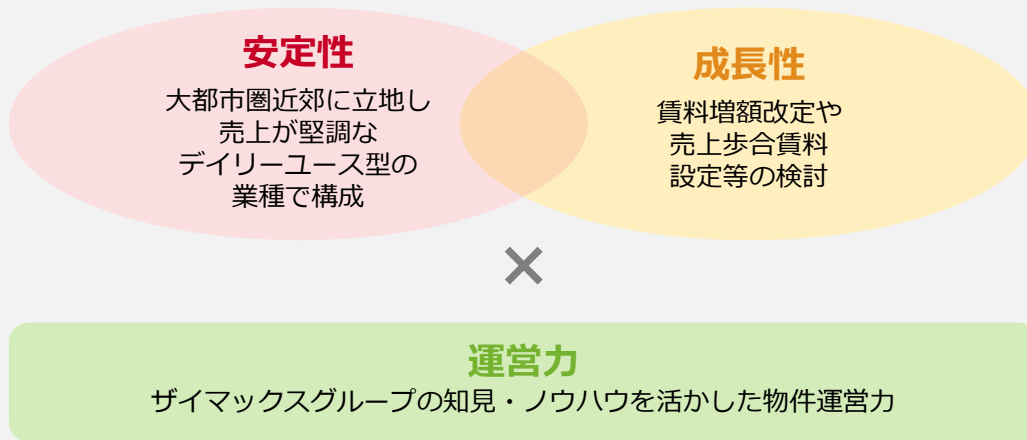 安定性
大都市圏近郊に立地し
売上が堅調な
デイリーユース型の
業種で構成
成長性
賃料増額改定や
売上歩合賃料
設定等の検討
×
運営力
ザイマックスグループの知見・ノウハウを活かした物件運営力